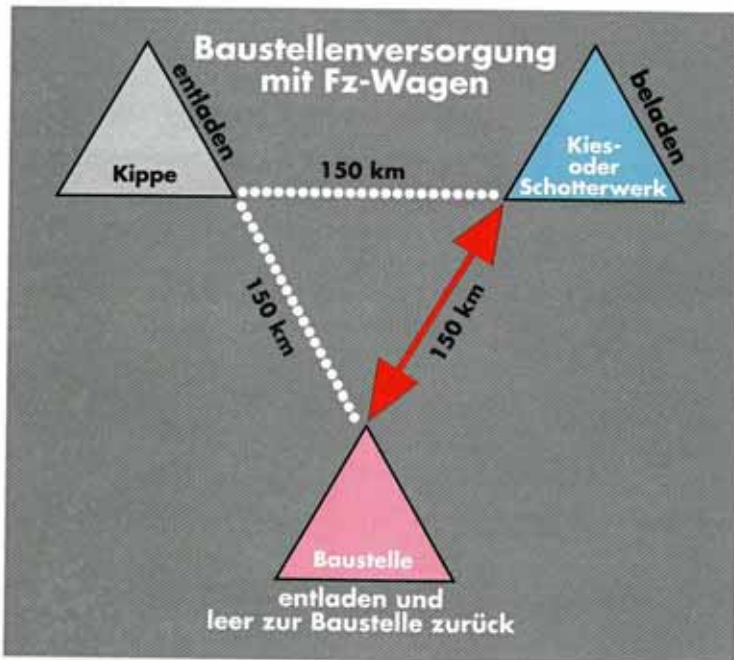 Baustellenversorgung
mit Fz-Wagen
entladen
Kippe
150 km
beladen
Kies-
oder
Schotterwerk
150 km
150 km
Baustelle
entladen und
leer zur Baustelle zurück